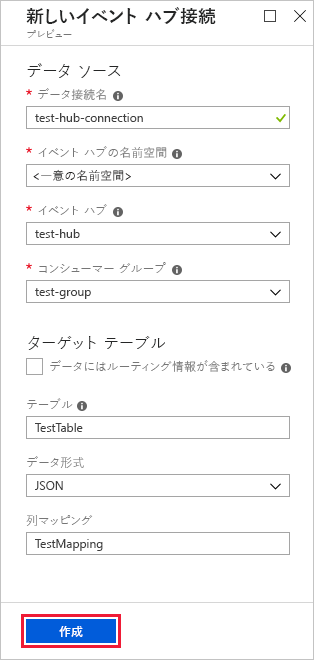 新しいイベント ハブ接続
プレビュー
データ ソース
* データ接続名
test-hub-connection
* イベント ハブの名前空間
<一意の名前空間>
* イベント ハブ
test-hub
* コンシューマー グループ
test-group
ターゲット テーブル
データにはルーティング情報が含まれている
テーブル
TestTable
データ形式
JSON
列マッピング
TestMapping
作成